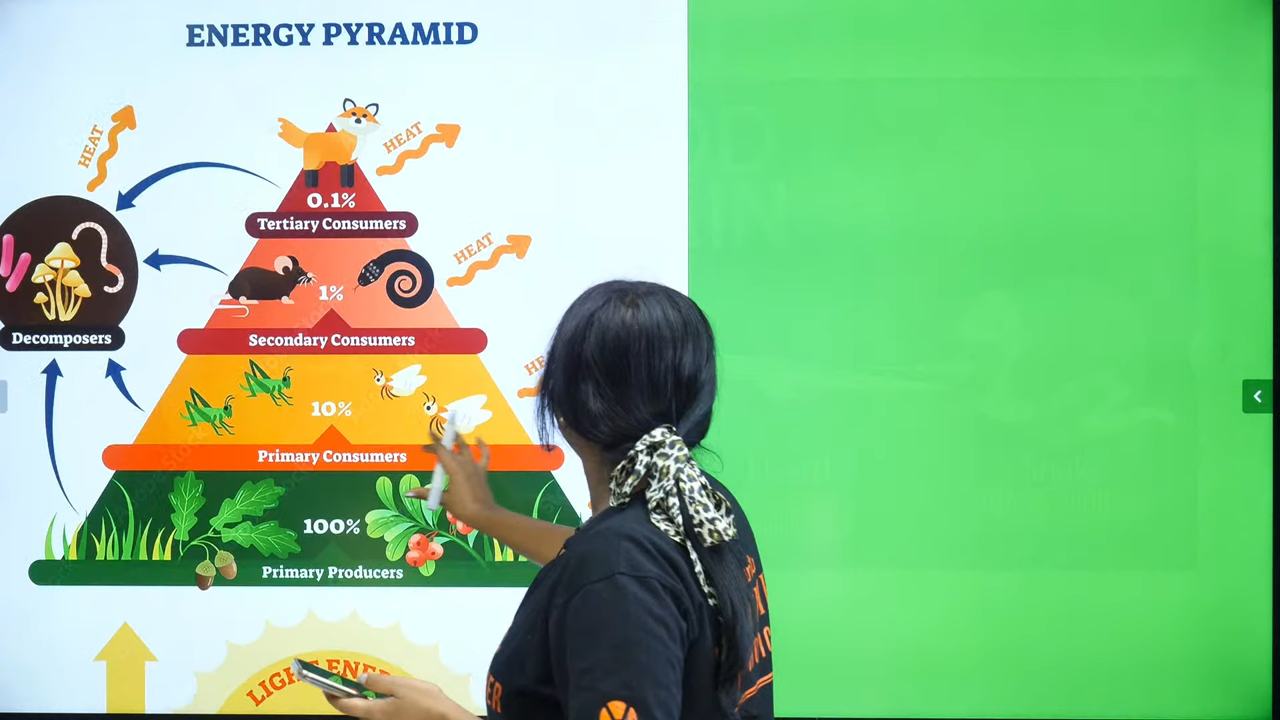 ENERGY PYRAMID
HEAT
HEAT
0.1%
Tertiary Consumers
HEAT
1%
Decomposers
Secondary Consumers
10%
Primary Consumers
100%
Primary Producers